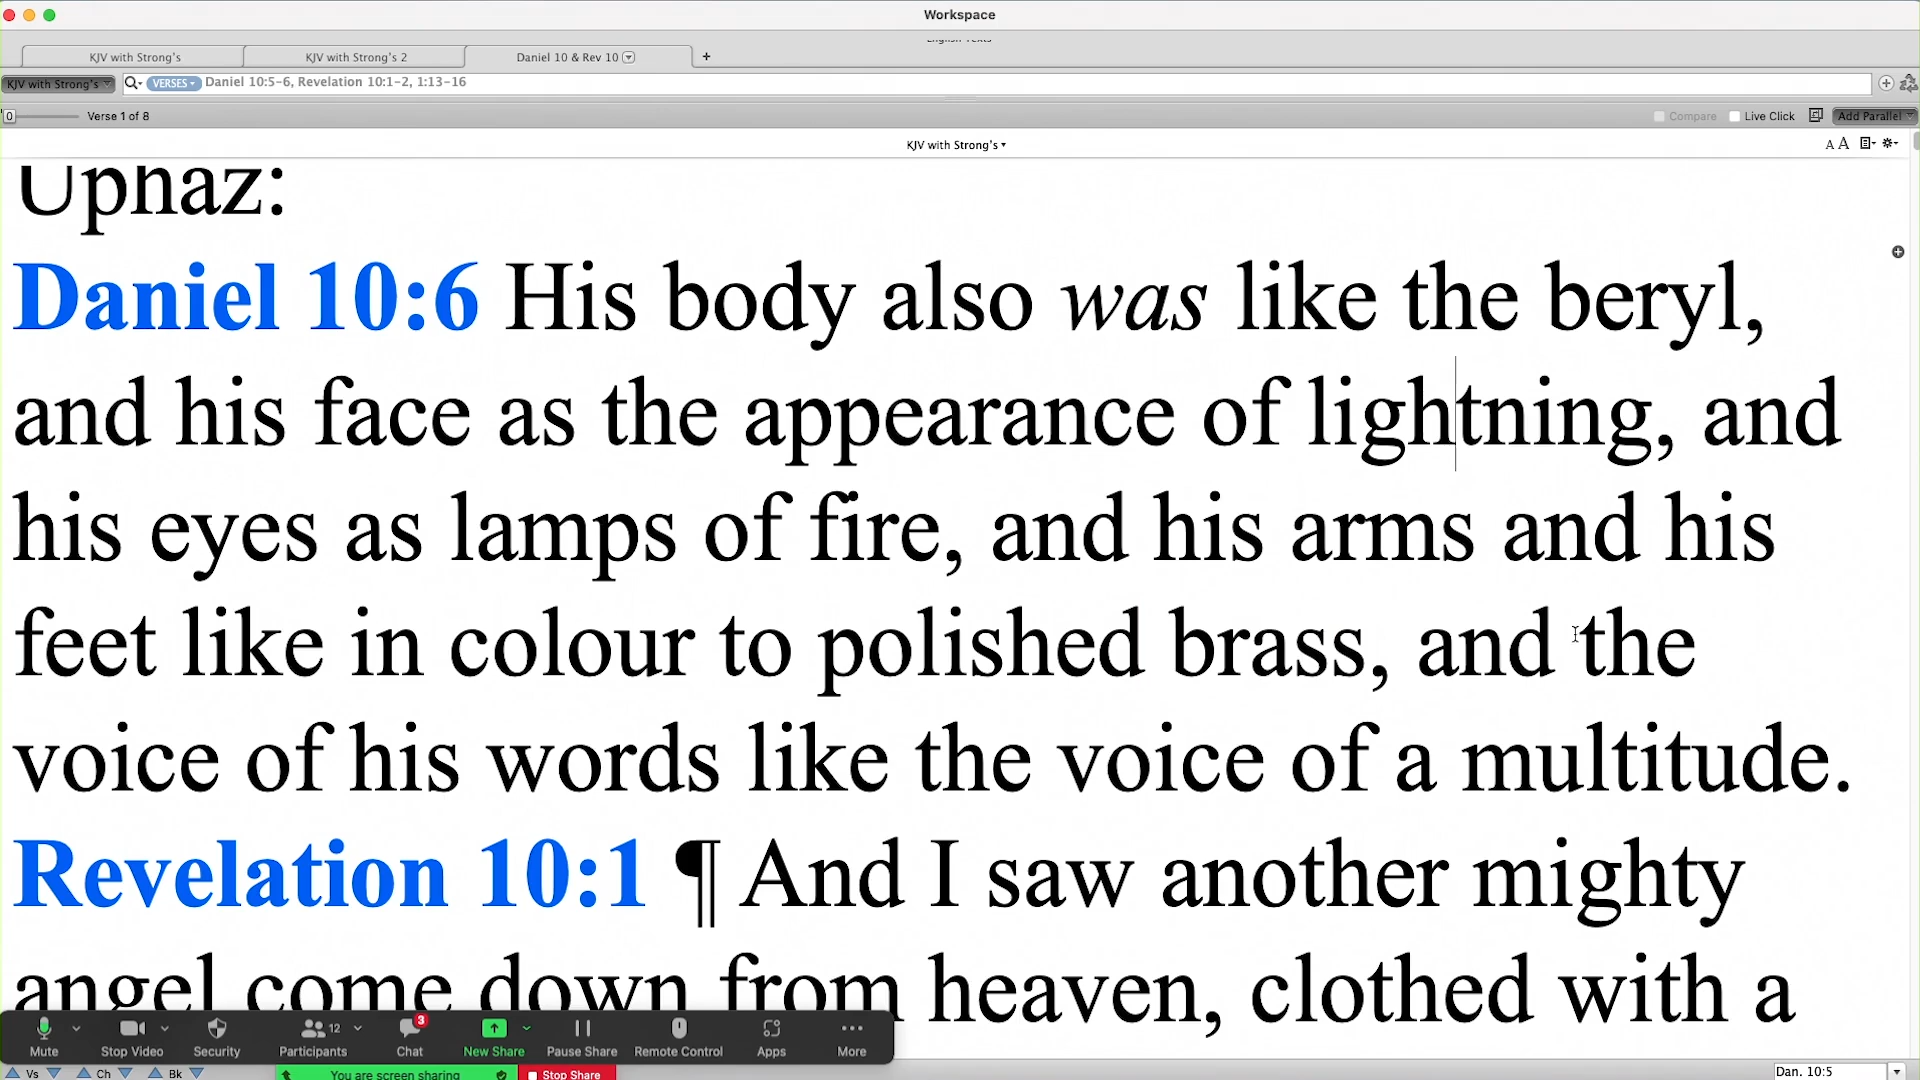 Workspace
English Texts
KJV with Strong's
KJV with Strong's 2
Daniel 10 & Rev 10
+
KJV with Strong's
VERSES
Daniel 10:5-6, Revelation 10:1-2, 1:13-16
0
Verse 1 of 8
Compare
Live Click
Add Parallel
KJV with Strong's
A A
Uphaz:
Daniel 10:6 His body also was like the beryl,
and his face as the appearance of lightning, and
his eyes as lamps of fire, and his arms and his
feet like in colour to polished brass, and the
voice of his words like the voice of a multitude.
Revelation 10:1 ¶ And I saw another mighty
angel come down from heaven, clothed with a
12
3
Mute
Stop Video
Security
Participants
Chat
New Share
Pause Share
Remote Control
Apps
More
Vs
Ch
Bk
You are screen sharing
Stop Share
Dan. 10:5